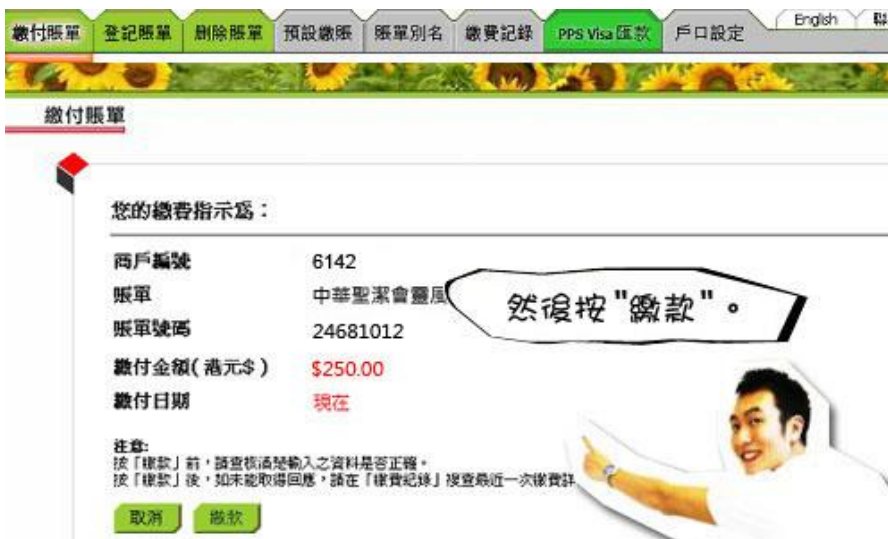 繳付賬單 登記賬單 刪除賬單 預設繳賬 賬單別名 繳費記錄 PPS Visa 匯款 戶口設定 English 聯
繳付賬單
您的繳費指示為：
商戶編號 6142
賬單 中華聖潔會靈風
賬單號碼 24681012
然後按"繳款"。
繳付金額(港元$) $250.00
繳付日期 現在
注意:
按「繳款」前，請查核清楚輸入之資料是否正確。
按「繳款」後，如未能取得回應，請在「繳費紀錄」複查最近一次繳費詳
取消 繳款